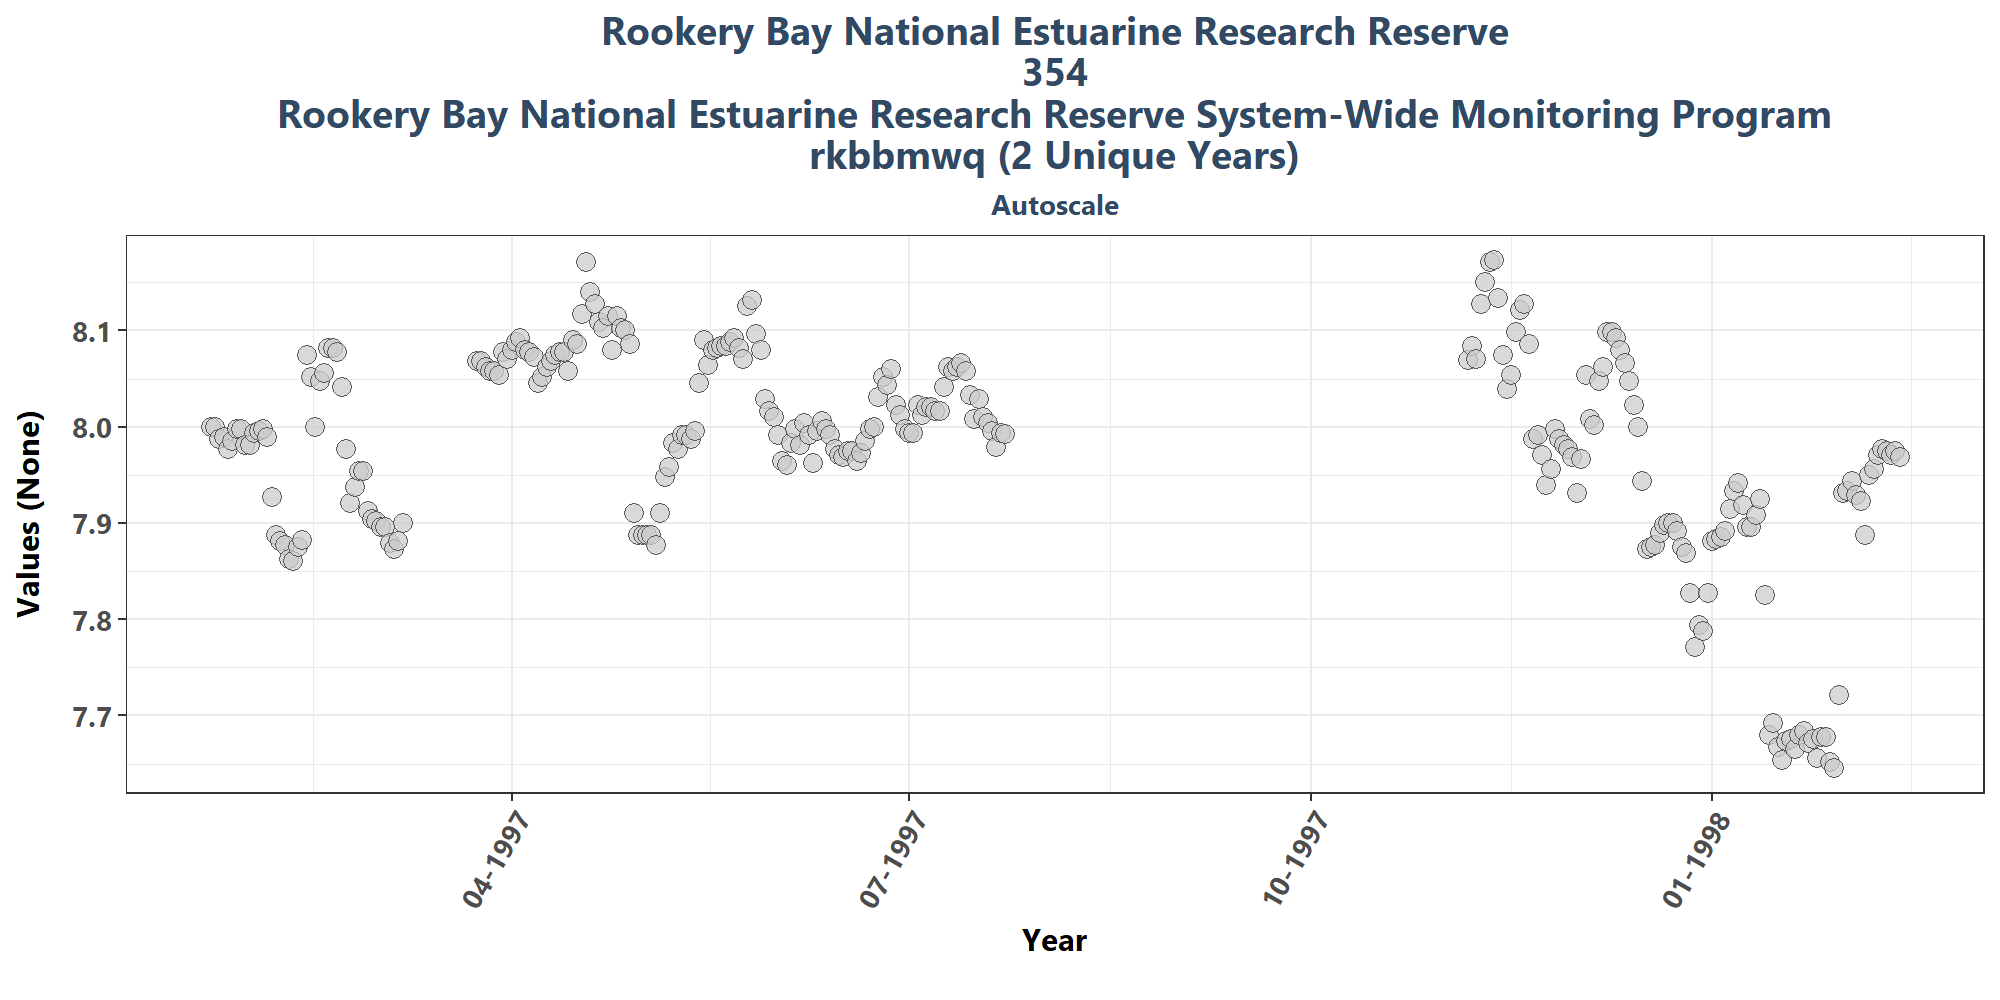 Rookery Bay National Estuarine Research Reserve
354
Rookery Bay National Estuarine Research Reserve System-Wide Monitoring Program
rkbbmwq (2 Unique Years)
Autoscale
Values (None)
8.1
8.0
7.9
7.8
7.7
04-1997
07-1997
10-1997
01-1998
Year